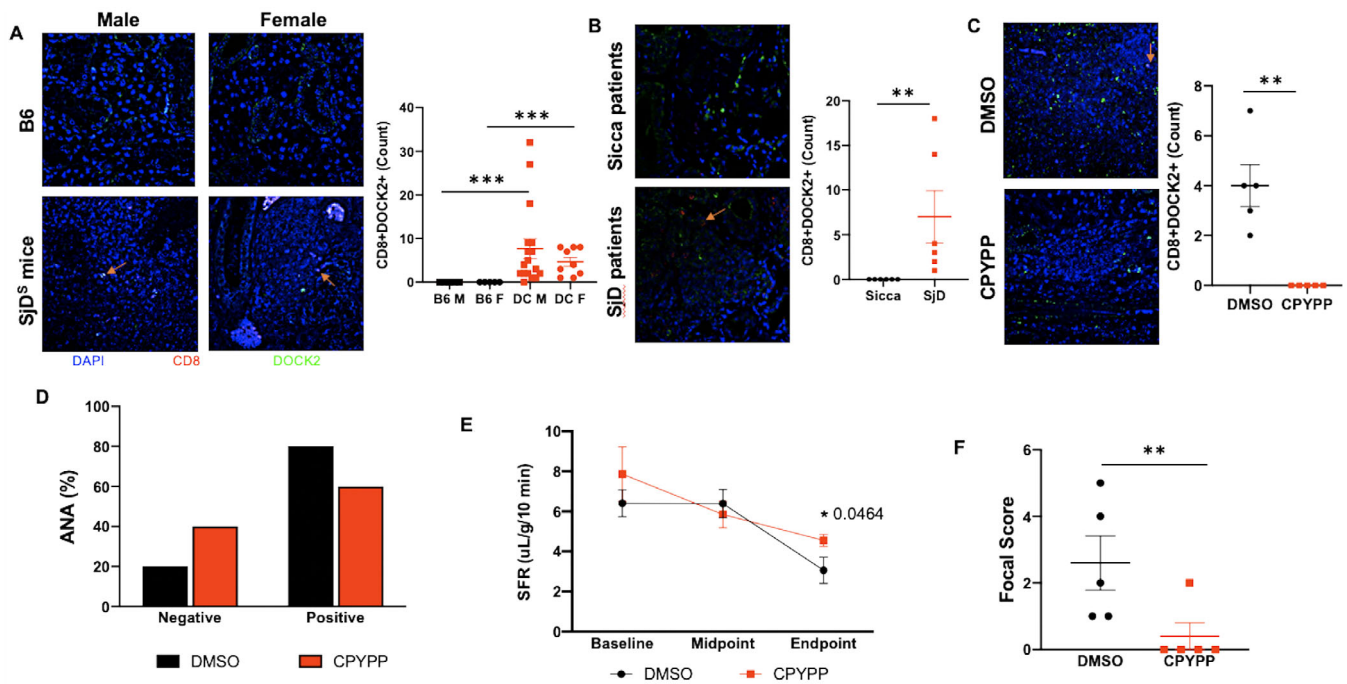 A
Male
Female
B6
SjDS mice
DAPI
CD8
DOCK2
CD8+DOCK2+ (Count)
40
30
20
10
0
***
***
B6 M
B6 F
DC M
DC F
B
Sicca patients
SjD patients
CD8+DOCK2+ (Count)
20
15
10
5
0
**
Sicca
SjD
C
DMSO
CPYPP
CD8+DOCK2+ (Count)
8
6
4
2
0
**
DMSO
CPYPP
D
ANA (%)
100
80
60
40
20
0
Negative
Positive
DMSO
CPYPP
E
SFR (uL/g/10 min)
10
8
6
4
2
0
* 0.0464
Baseline
Midpoint
Endpoint
DMSO
CPYPP
F
Focal Score
6
4
2
0
**
DMSO
CPYPP